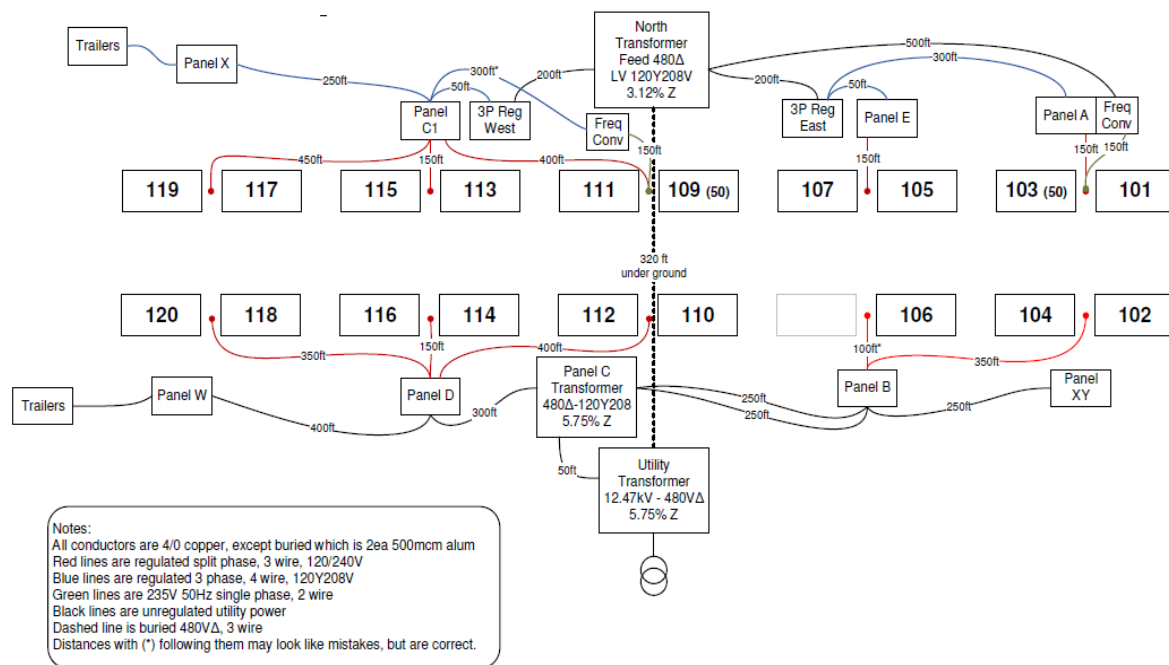 North
Transformer
Feed 480Δ
LV 120Y208V
3.12% Z
Trailers
Panel X
250ft
300ft*
50ft
200ft
Panel
C1
3P Reg
West
Freq
Conv
150ft
500ft
300ft
200ft
50ft
3P Reg
East
Panel E
Panel A
Freq
Conv
450ft
150ft
400ft
150ft
150ft
150ft
119
117
115
113
111
109 (50)
107
105
103 (50)
101
320 ft
under ground
120
118
116
114
112
110
106
104
102
350ft
150ft
400ft
100ft*
350ft
Trailers
Panel W
400ft
Panel D
300ft
Panel C
Transformer
480Δ-120Y208
5.75% Z
250ft
250ft
Panel B
250ft
Panel
XY
50ft
Utility
Transformer
12.47kV - 480VΔ
5.75% Z
Notes:
All conductors are 4/0 copper, except buried which is 2ea 500mcm alum
Red lines are regulated split phase, 3 wire, 120/240V
Blue lines are regulated 3 phase, 4 wire, 120Y208V
Green lines are 235V 50Hz single phase, 2 wire
Black lines are unregulated utility power
Dashed line is buried 480VΔ, 3 wire
Distances with (*) following them may look like mistakes, but are correct.